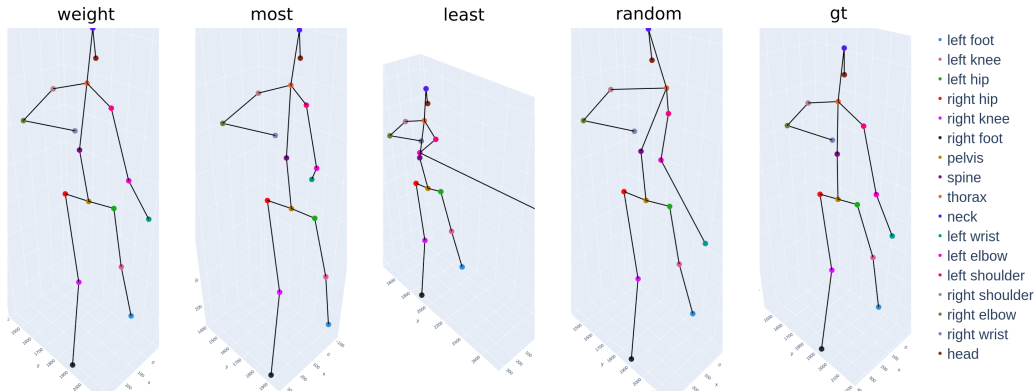 weight
most
least
random
gt
left foot
left knee
left hip
right hip
right knee
right foot
pelvis
spine
thorax
neck
left wrist
left elbow
left shoulder
right shoulder
right elbow
right wrist
head